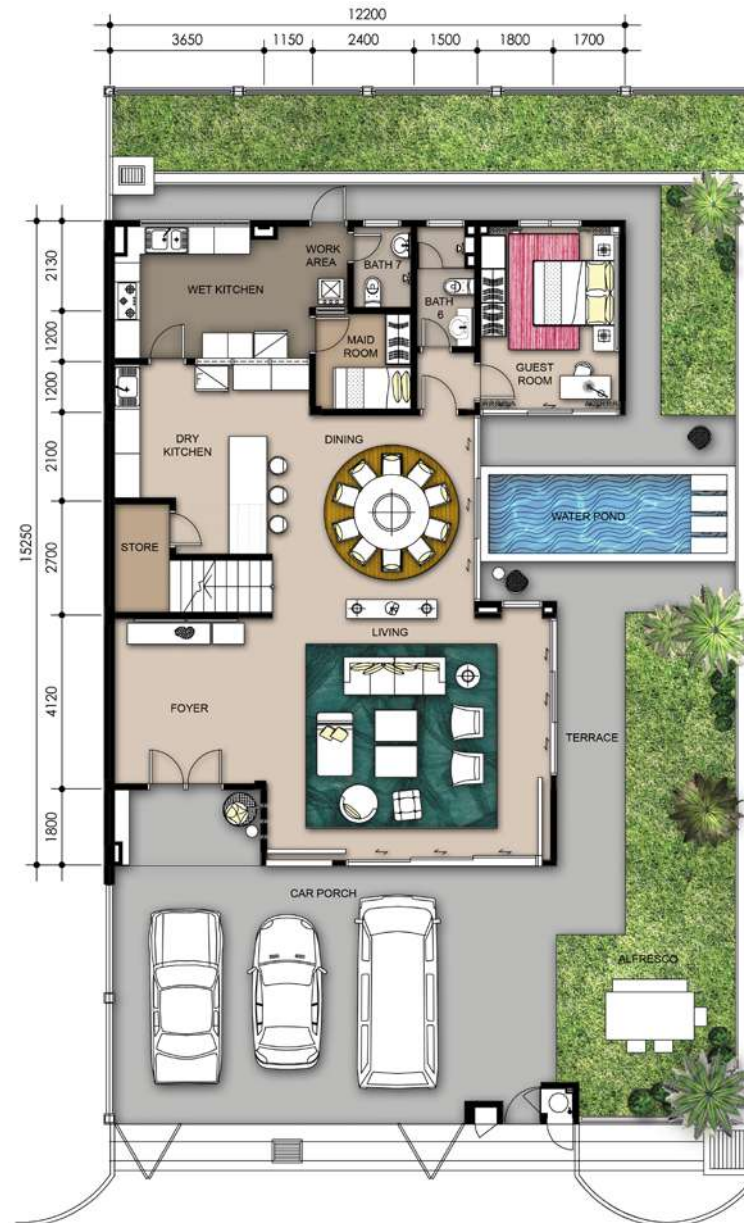 12200
3650
1150
2400
1500
1800
1700
15250
2130
1200
1200
2100
2700
4120
1800
WORK
AREA
BATH 7
WET KITCHEN
BATH
6
MAID
ROOM
GUEST
ROOM
DRY
KITCHEN
DINING
WATER POND
STORE
LIVING
FOYER
TERRACE
CAR PORCH
ALFRESCO